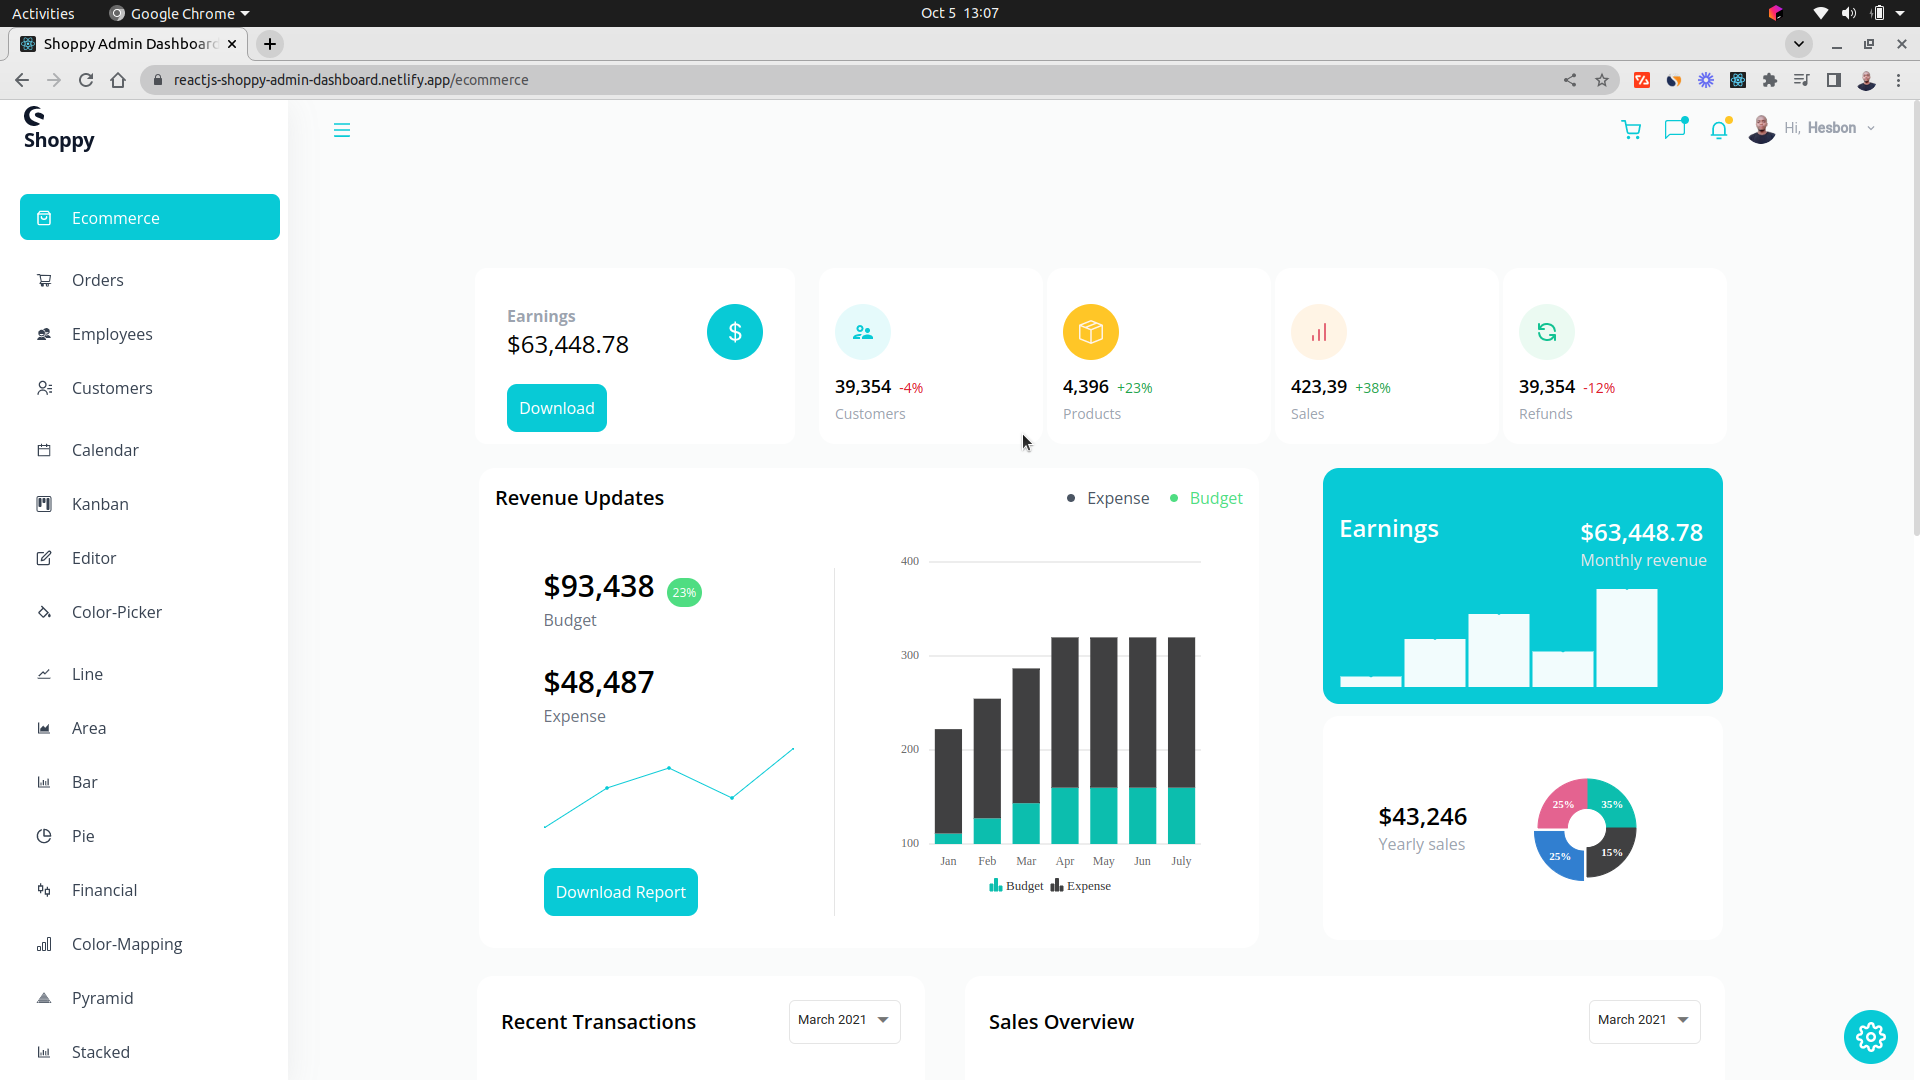 Activities Google Chrome Oct 5 13:07
Shoppy Admin Dashboard
reactjs-shoppy-admin-dashboard.netlify.app/ecommerce
Shoppy
Hi, Hesbon
Ecommerce
Orders
Employees
Customers
Calendar
Kanban
Editor
Color-Picker
Line
Area
Bar
Pie
Financial
Color-Mapping
Pyramid
Stacked
Earnings
$63,448.78
Download
$
39,354 -4%
Customers
4,396 +23%
Products
423,39 +38%
Sales
39,354 -12%
Refunds
Revenue Updates
Expense Budget
$93,438 23%
Budget
$48,487
Expense
Download Report
400
300
200
100
Jan Feb Mar Apr May Jun July
Budget Expense
Earnings
$63,448.78
Monthly revenue
$43,246
Yearly sales
25% 35%
25% 15%
Recent Transactions
March 2021
Sales Overview
March 2021